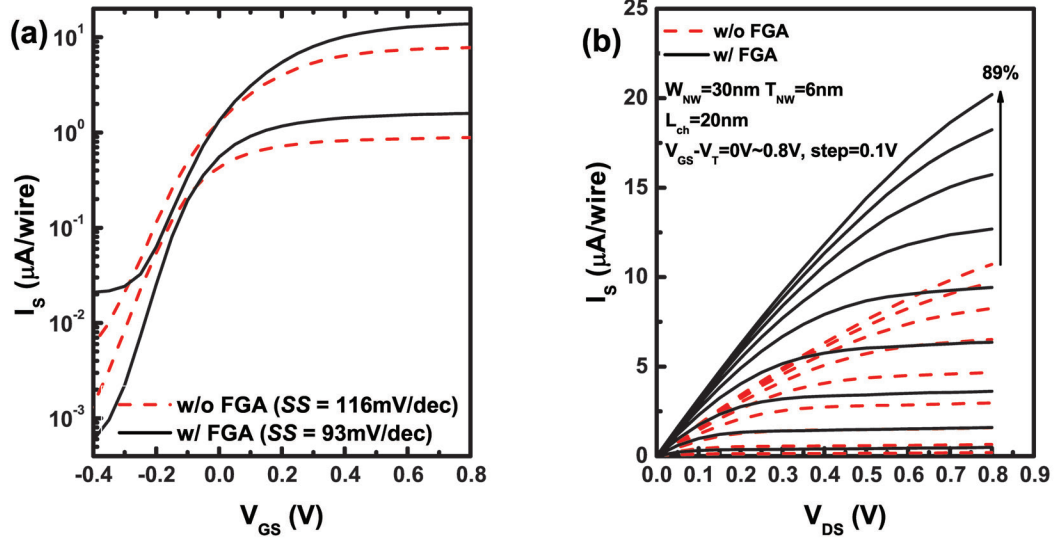 (a)
I_S (μA/wire)
10^1
10^0
10^-1
10^-2
10^-3
w/o FGA (SS = 116mV/dec)
w/ FGA (SS = 93mV/dec)
-0.4 -0.2 0.0 0.2 0.4 0.6 0.8
V_GS (V)
(b)
I_S (μA/wire)
25
20
15
10
5
0
w/o FGA
w/ FGA
W_NW=30nm T_NW=6nm
L_ch=20nm
V_GS-V_T=0V~0.8V, step=0.1V
89%
0.0 0.1 0.2 0.3 0.4 0.5 0.6 0.7 0.8 0.9
V_DS (V)